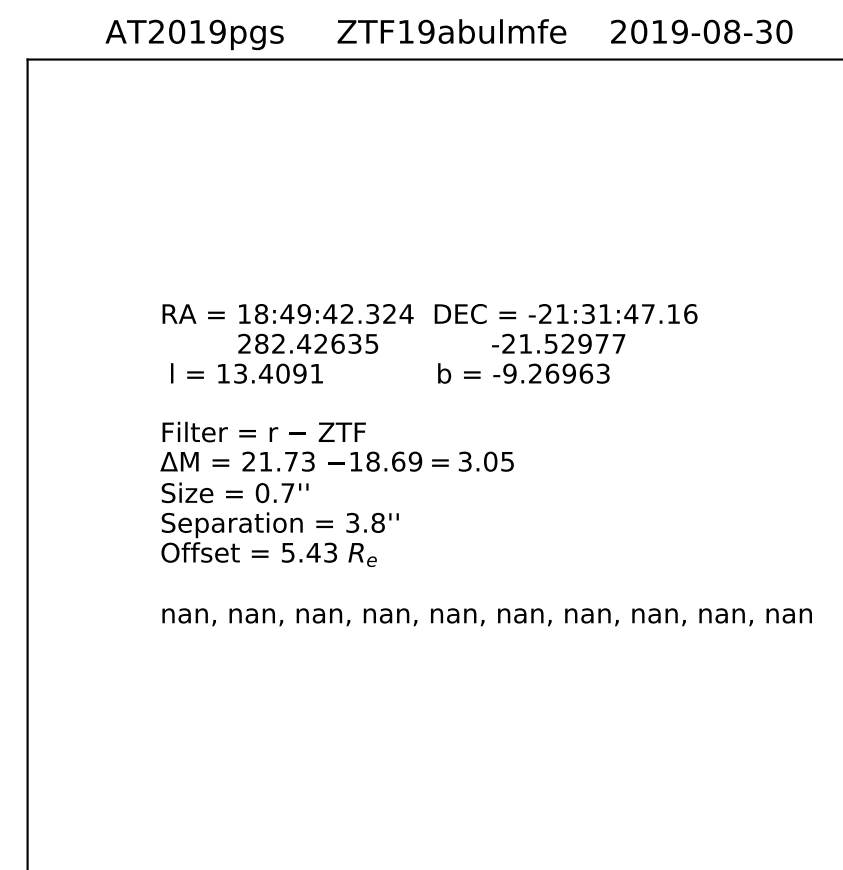 AT2019pgs ZTF19abulmfe 2019-08-30
RA = 18:49:42.324 DEC = -21:31:47.16
282.42635 -21.52977
l = 13.4091 b = -9.26963
Filter = r − ZTF
ΔM = 21.73 −18.69 = 3.05
Size = 0.7''
Separation = 3.8''
Offset = 5.43 Rₑ
nan, nan, nan, nan, nan, nan, nan, nan, nan, nan